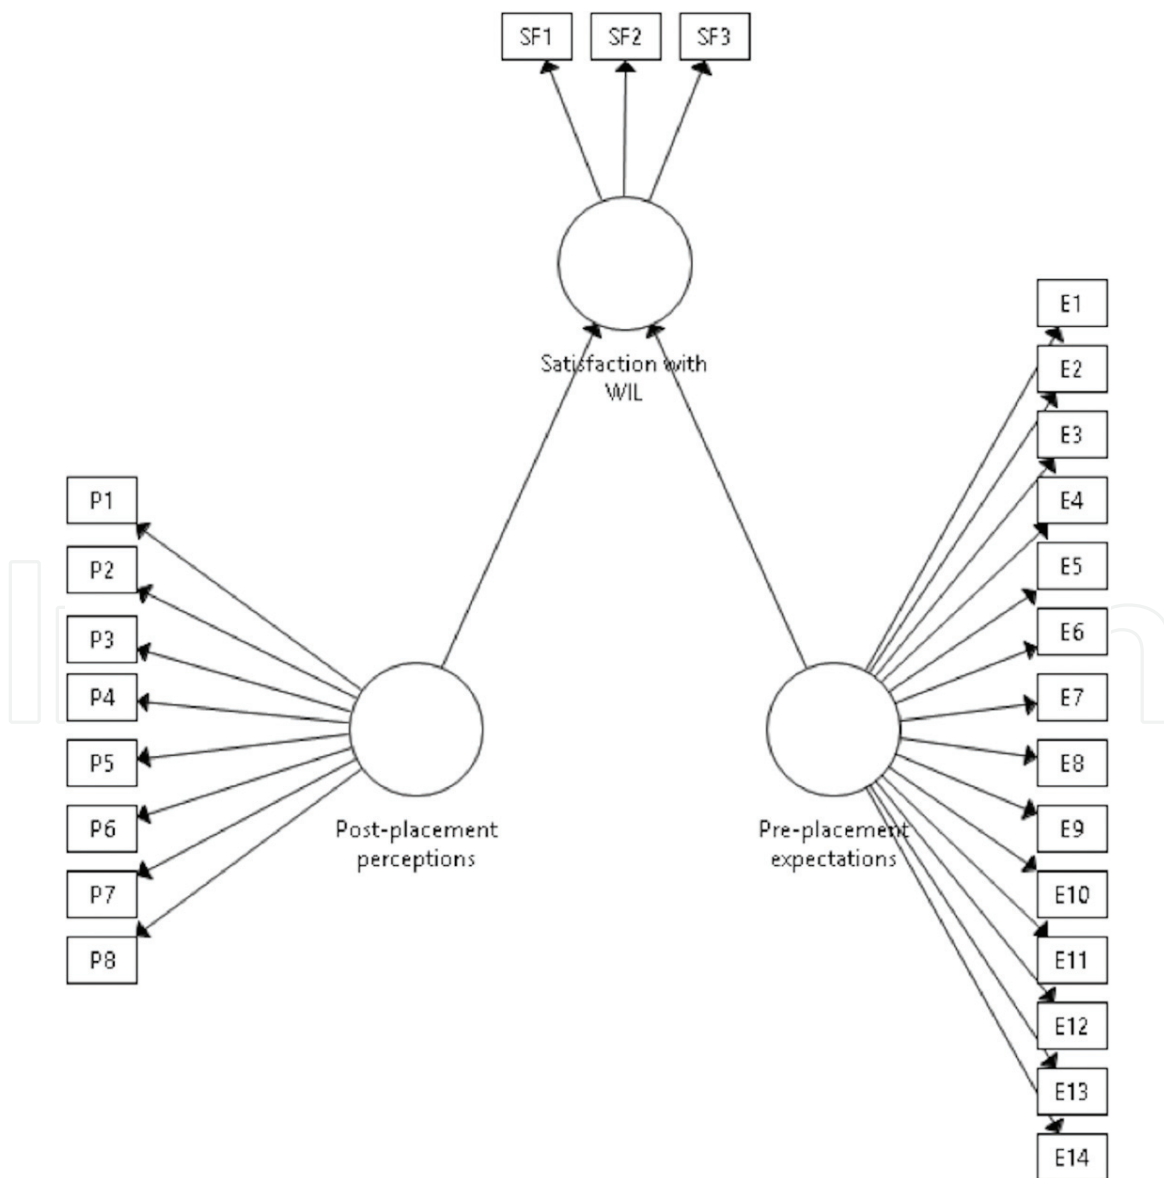 SF1 SF2 SF3
Satisfaction with
WIL
E1
E2
E3
E4
E5
E6
E7
E8
E9
E10
E11
E12
E13
E14
P1
P2
P3
P4
P5
P6
P7
P8
Post-placement
perceptions
Pre-placement
expectations